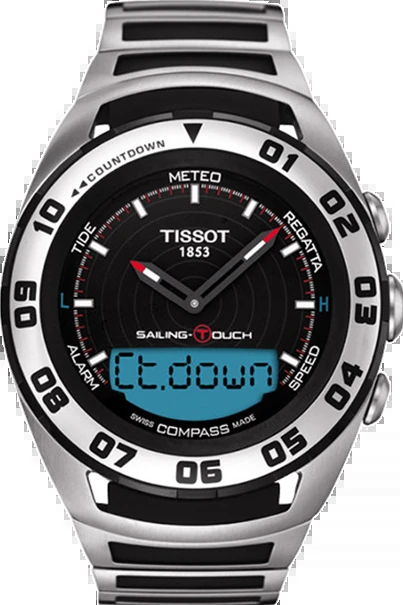 COUNTDOWN
01
02
03
04
05
06
07
08
09
10
METEO
REGATTA
SPEED
ALARM
TIDE
L
H
TISSOT
1853
SAILING-TOUCH
Ct.down
SWISS COMPASS MADE